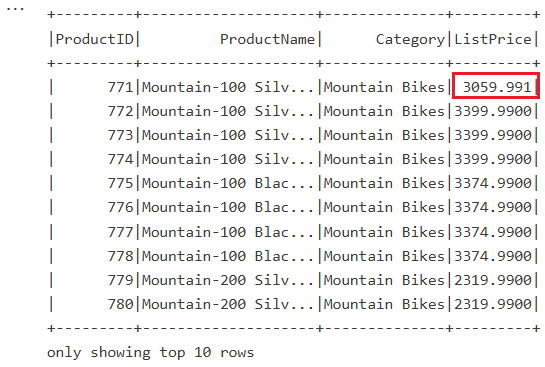 ...
+---------+--------------------+--------------+---------+
|ProductID|         ProductName|      Category|ListPrice|
+---------+--------------------+--------------+---------+
|      771|Mountain-100 Silv...|Mountain Bikes| 3059.991|
|      772|Mountain-100 Silv...|Mountain Bikes|3399.9900|
|      773|Mountain-100 Silv...|Mountain Bikes|3399.9900|
|      774|Mountain-100 Silv...|Mountain Bikes|3399.9900|
|      775|Mountain-100 Blac...|Mountain Bikes|3374.9900|
|      776|Mountain-100 Blac...|Mountain Bikes|3374.9900|
|      777|Mountain-100 Blac...|Mountain Bikes|3374.9900|
|      778|Mountain-100 Blac...|Mountain Bikes|3374.9900|
|      779|Mountain-200 Silv...|Mountain Bikes|2319.9900|
|      780|Mountain-200 Silv...|Mountain Bikes|2319.9900|
+---------+--------------------+--------------+---------+
only showing top 10 rows